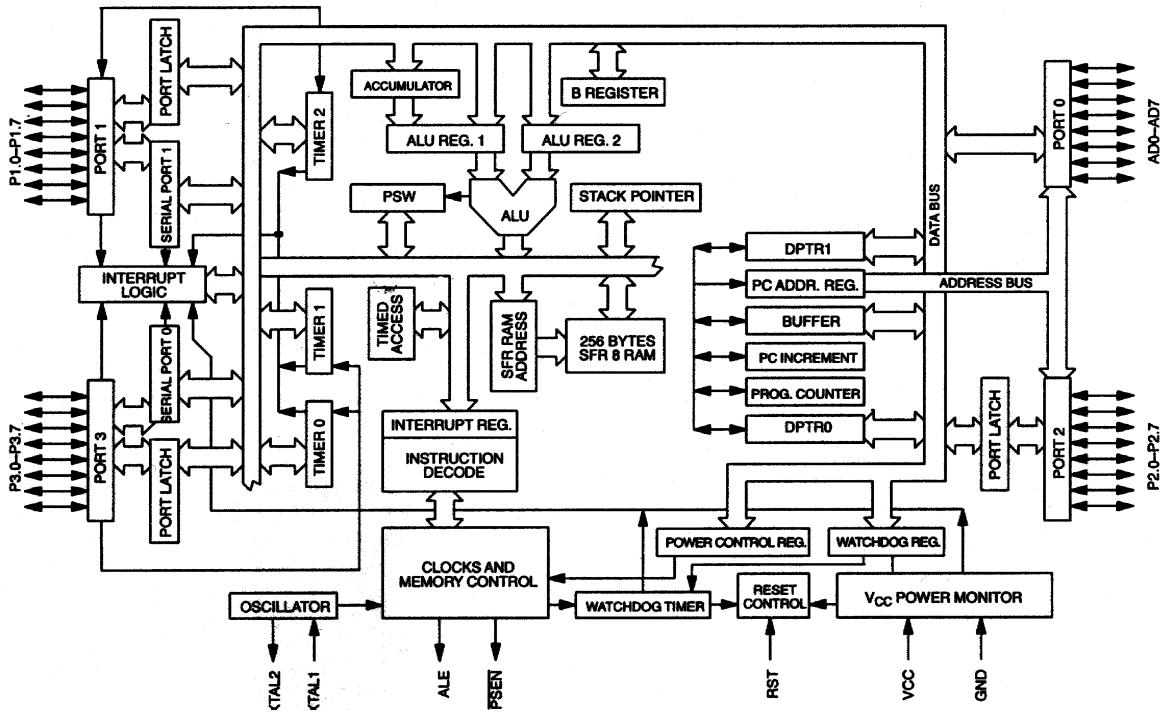 PORT LATCH
PORT 1
P1.0–P1.7
SERIAL PORT 1
TIMER 2
ACCUMULATOR
B REGISTER
ALU REG. 1
ALU REG. 2
PSW
ALU
STACK POINTER
PORT 0
AD0–AD7
DATA BUS
INTERRUPT
LOGIC
DPTR1
PC ADDR. REG.
ADDRESS BUS
BUFFER
PC INCREMENT
PROG. COUNTER
DPTR0
TIMER 1
TIMED
ACCESS
SFR RAM
ADDRESS
256 BYTES
SFR 8 RAM
SERIAL PORT 0
PORT 3
P3.0–P3.7
PORT LATCH
TIMER 0
INTERRUPT REG.
INSTRUCTION
DECODE
PORT LATCH
PORT 2
P2.0–P2.7
POWER CONTROL REG.
WATCHDOG REG.
CLOCKS AND
MEMORY CONTROL
OSCILLATOR
WATCHDOG TIMER
RESET
CONTROL
VCC POWER MONITOR
XTAL2
XTAL1
ALE
PSEN
RST
VCC
GND